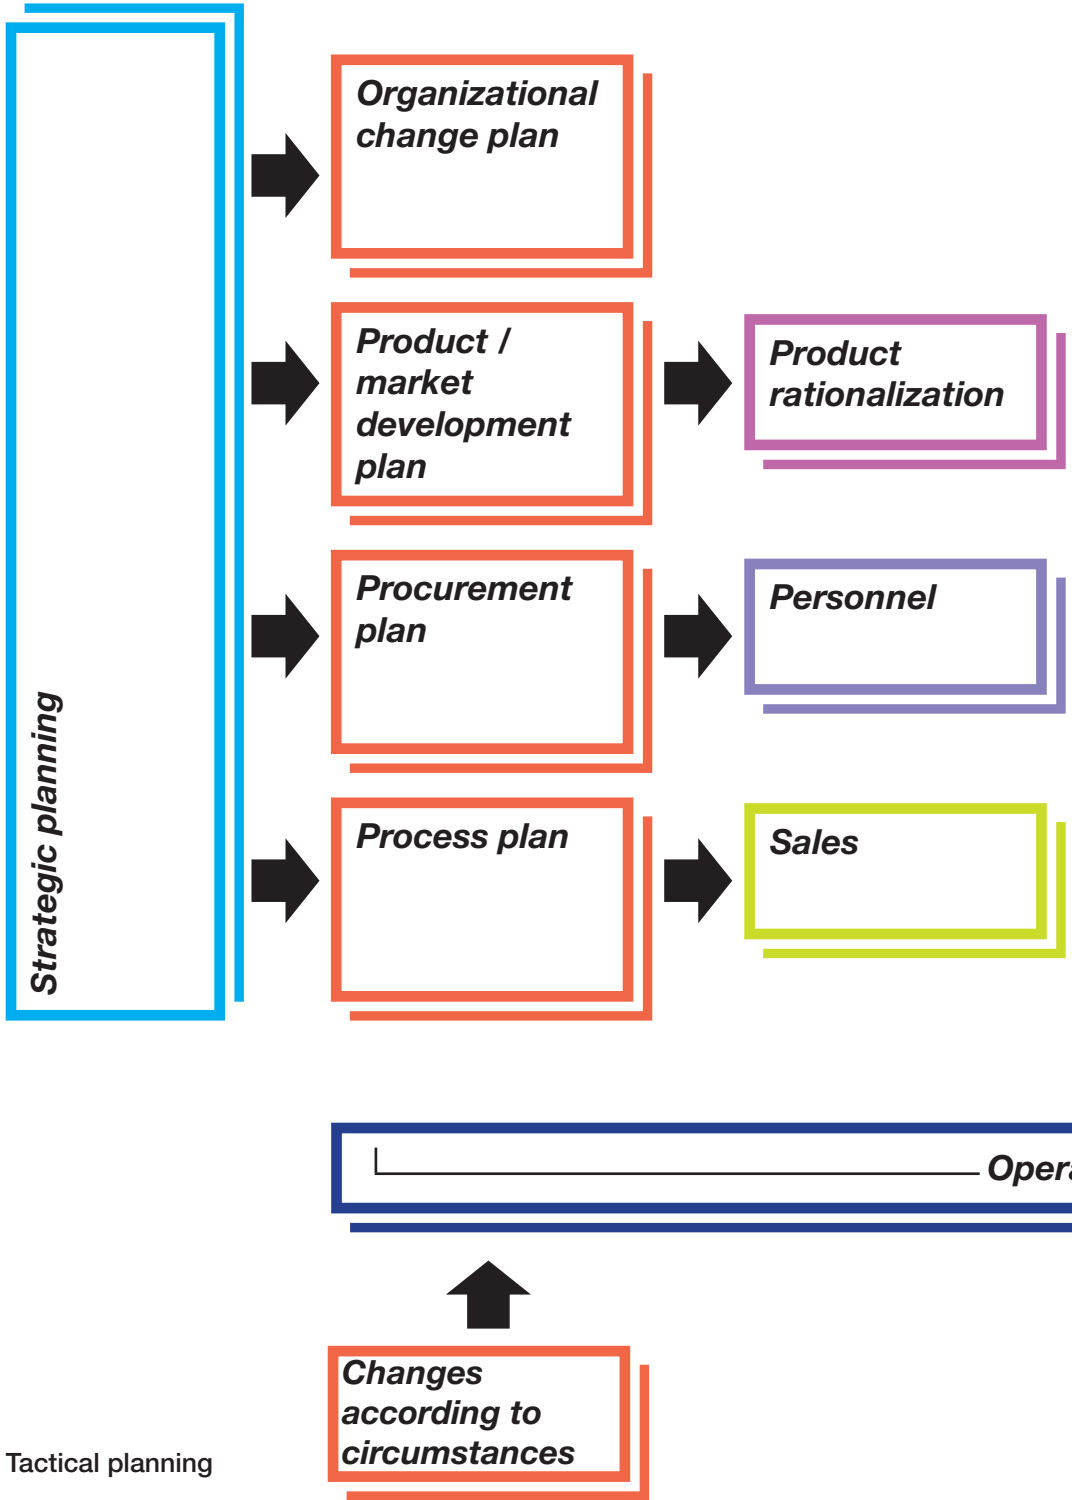 Strategic planning
Organizational
change plan
Product /
market
development
plan
Product
rationalization
Procurement
plan
Personnel
Process plan
Sales
Changes
according to
circumstances
Tactical planning